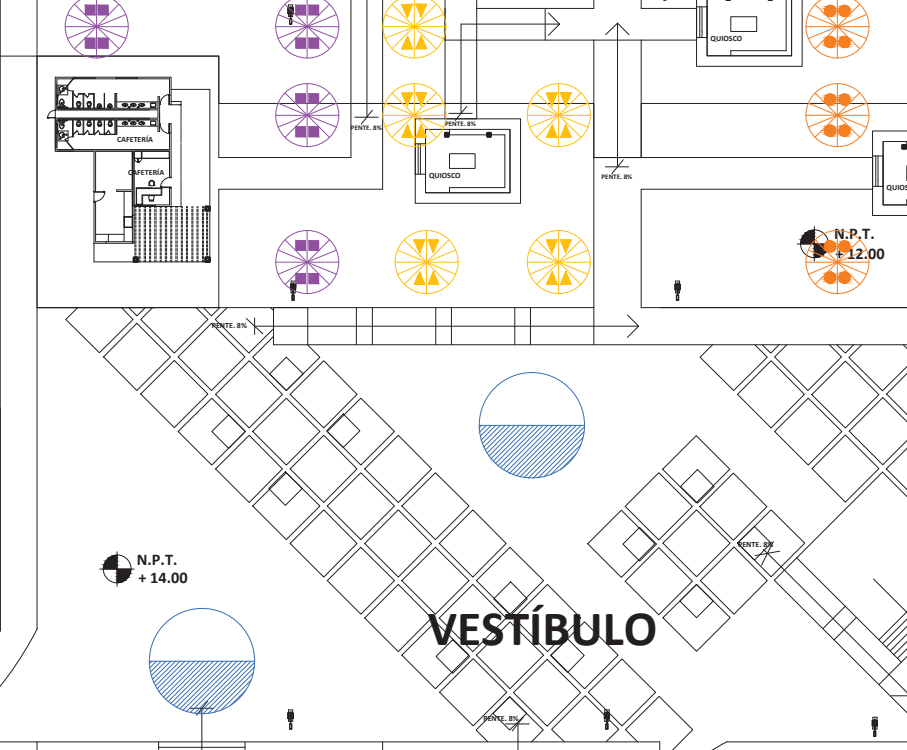 QUIOSCO
PENTE. 8%
PENTE. 8%
CAFETERÍA
CAFETERÍA
QUIOSCO
PENTE. 8%
QUIOS
N.P.T.
+ 12.00
PENTE. 8%
PENTE. 8%
N.P.T.
+ 14.00
VESTÍBULO
PENTE. 8%